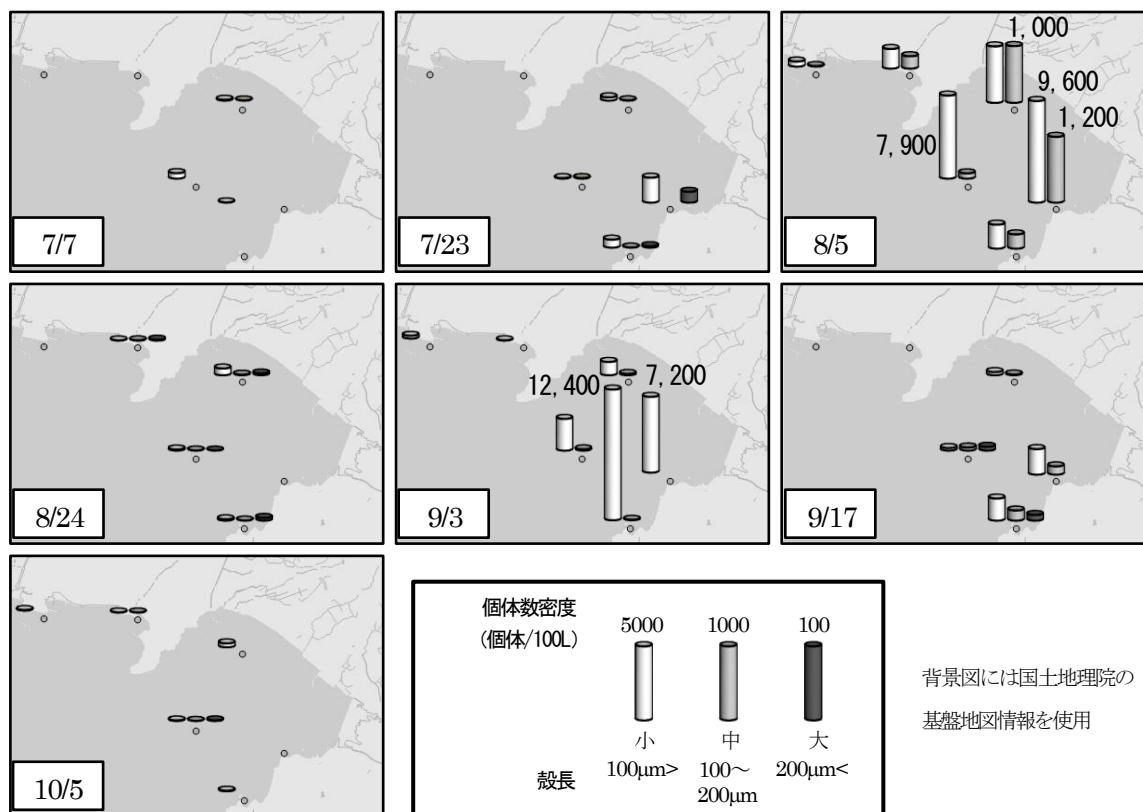 7/7
7/23
1,000
9,600
1,200
7,900
8/5
8/24
12,400
7,200
9/3
9/17
10/5
個体数密度
(個体/100L)
5000 1000 100
小 中 大
殻長
100μm> 100～ 200μm<
200μm
背景図には国土地理院の
基盤地図情報を使用